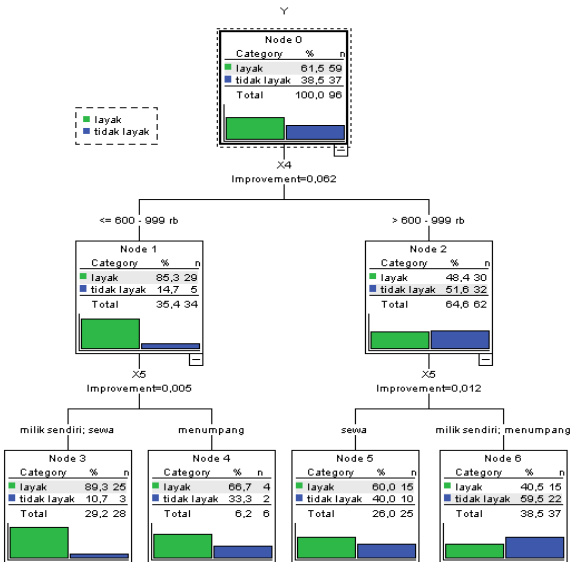 Y
Node 0
Category % n
layak 61,5 59
tidak layak 38,5 37
Total 100,0 96
layak
tidak layak
X4
Improvement=0,062
<= 600 - 999 rb
> 600 - 999 rb
Node 1
Category % n
layak 85,3 29
tidak layak 14,7 5
Total 35,4 34
Node 2
Category % n
layak 48,4 30
tidak layak 51,6 32
Total 64,6 62
X5
Improvement=0,005
X5
Improvement=0,012
milik sendiri; sewa
menumpang
sewa
milik sendiri; menumpang
Node 3
Category % n
layak 89,3 25
tidak layak 10,7 3
Total 29,2 28
Node 4
Category % n
layak 66,7 4
tidak layak 33,3 2
Total 6,2 6
Node 5
Category % n
layak 60,0 15
tidak layak 40,0 10
Total 26,0 25
Node 6
Category % n
layak 40,5 15
tidak layak 59,5 22
Total 38,5 37